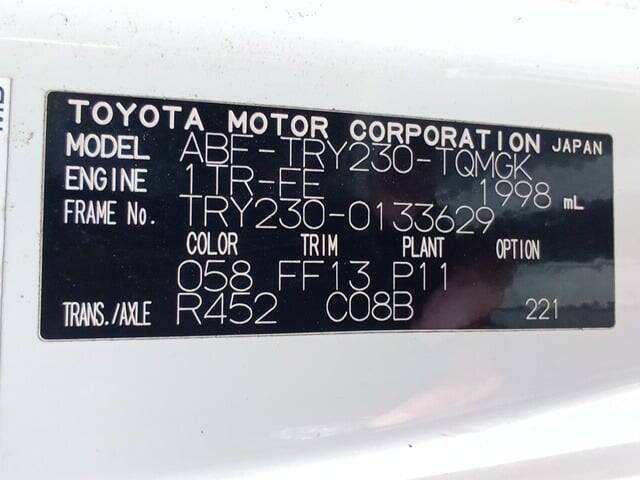 TOYOTA MOTOR CORPORATION JAPAN
MODEL ABF-TRY230-TQMGK
ENGINE 1TR-FE 1998 mL
FRAME No. TRY230-0133629
COLOR TRIM PLANT OPTION
058 FF13 P11
TRANS./AXLE R452 C08B 221